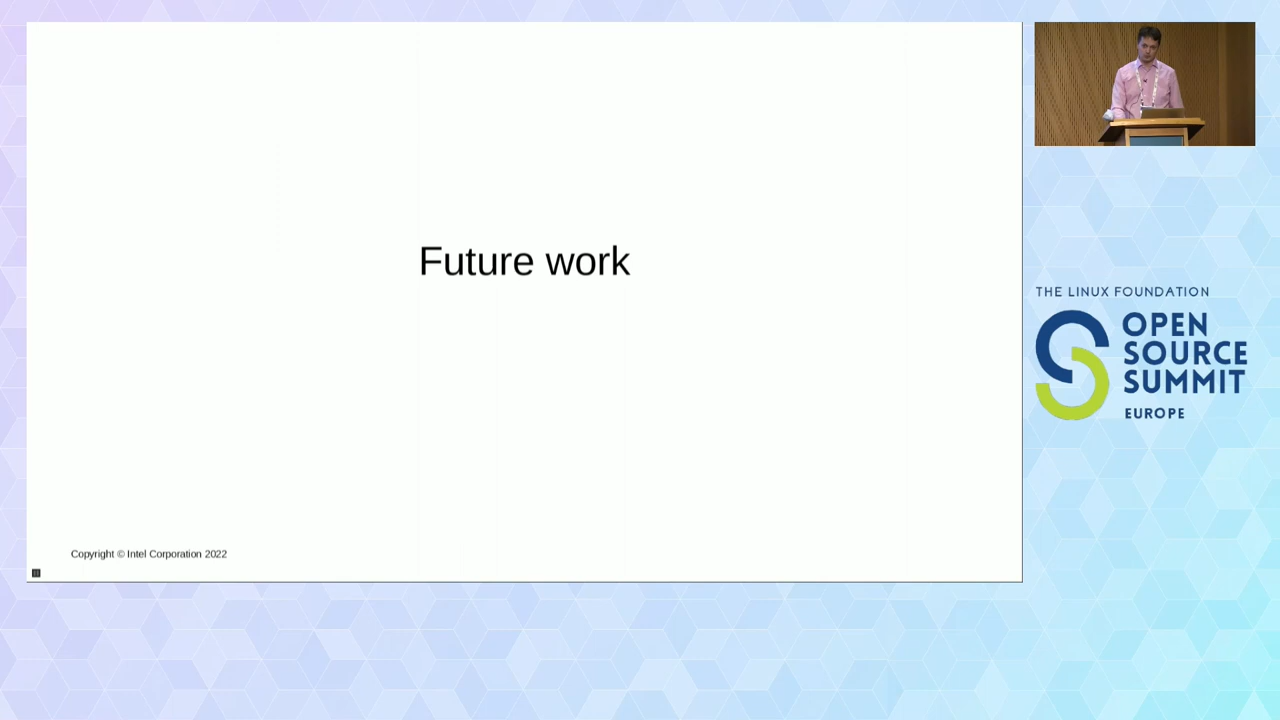 Future work
Copyright © Intel Corporation 2022
THE LINUX FOUNDATION
OPEN
SOURCE
SUMMIT
EUROPE